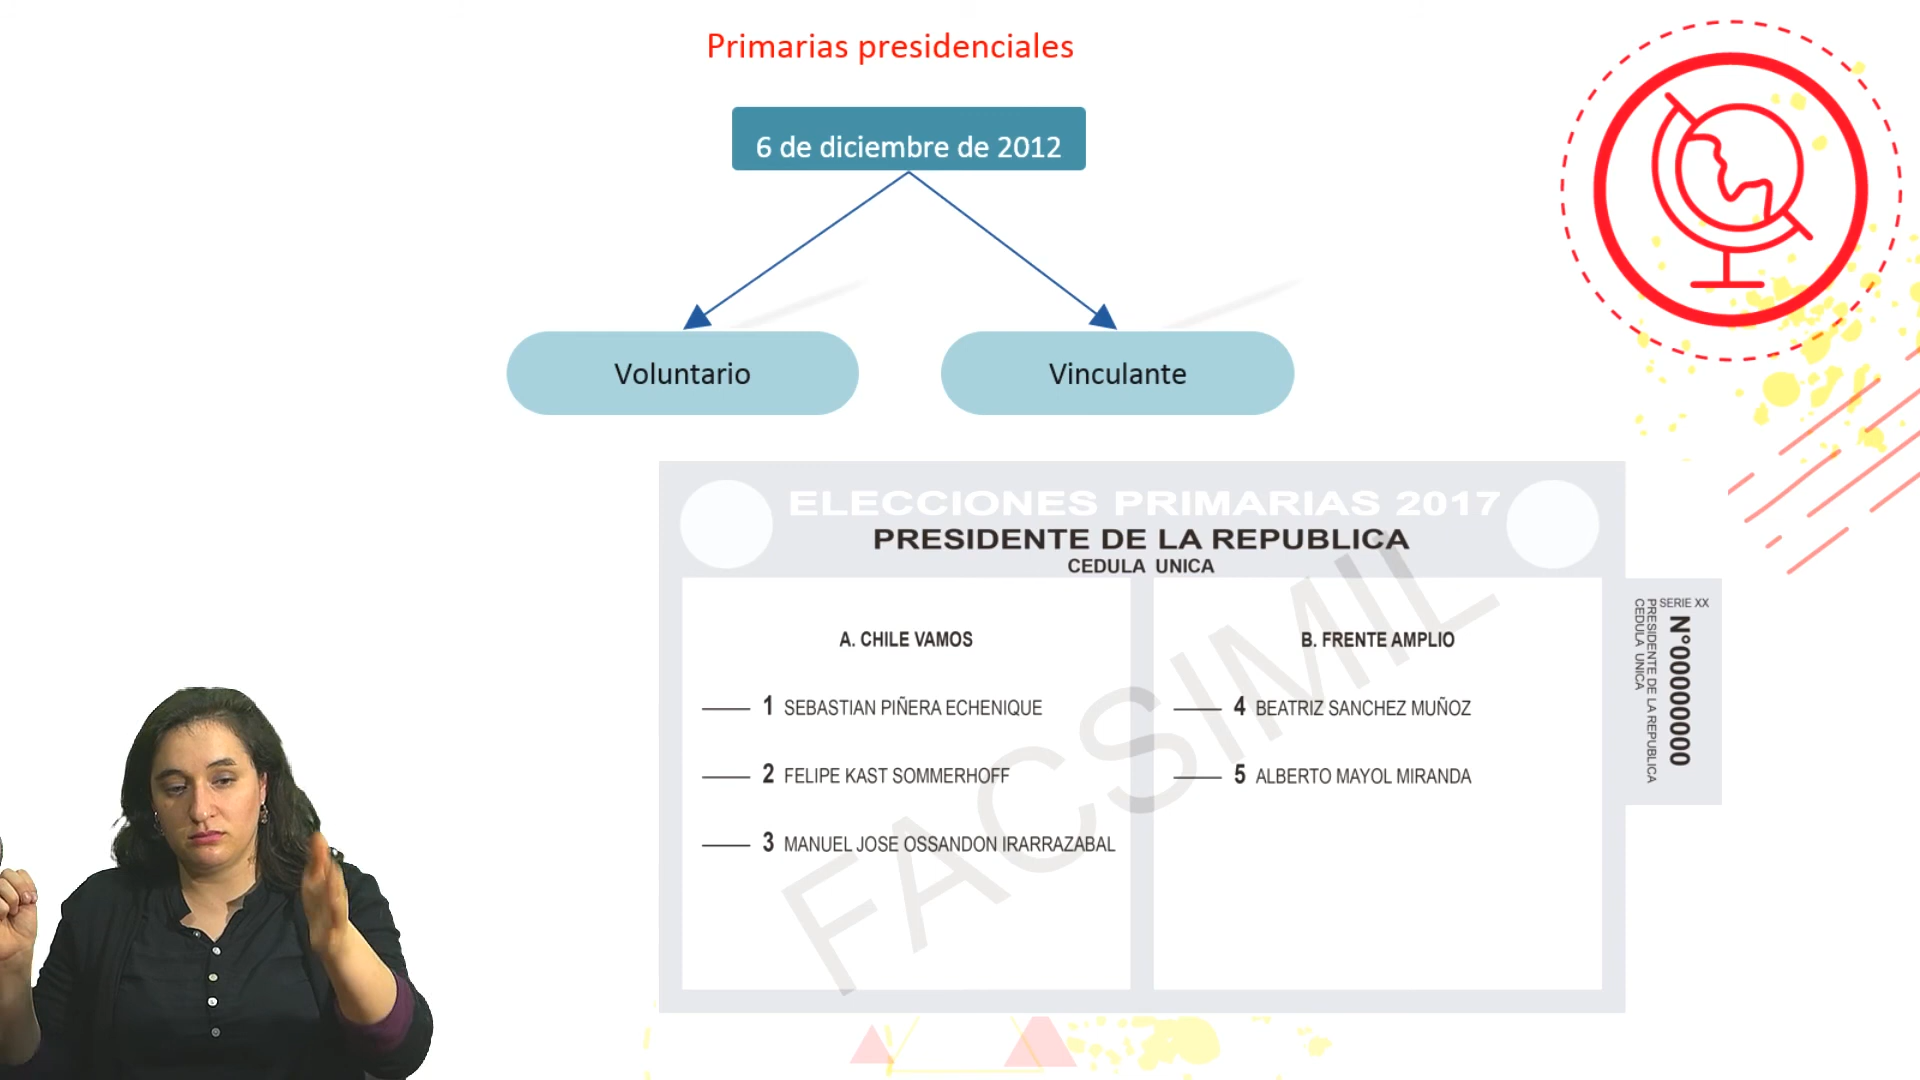 Primarias presidenciales
6 de diciembre de 2012
Voluntario
Vinculante
ELECCIONES PRIMARIAS 2017
PRESIDENTE DE LA REPUBLICA
CEDULA UNICA
A. CHILE VAMOS
1 SEBASTIAN PIÑERA ECHENIQUE
2 FELIPE KAST SOMMERHOFF
3 MANUEL JOSE OSSANDON IRARRAZABAL
B. FRENTE AMPLIO
4 BEATRIZ SANCHEZ MUÑOZ
5 ALBERTO MAYOL MIRANDA
FACSIMIL
SERIE XX
N°00000000
PRESIDENTE DE LA REPUBLICA
CEDULA UNICA